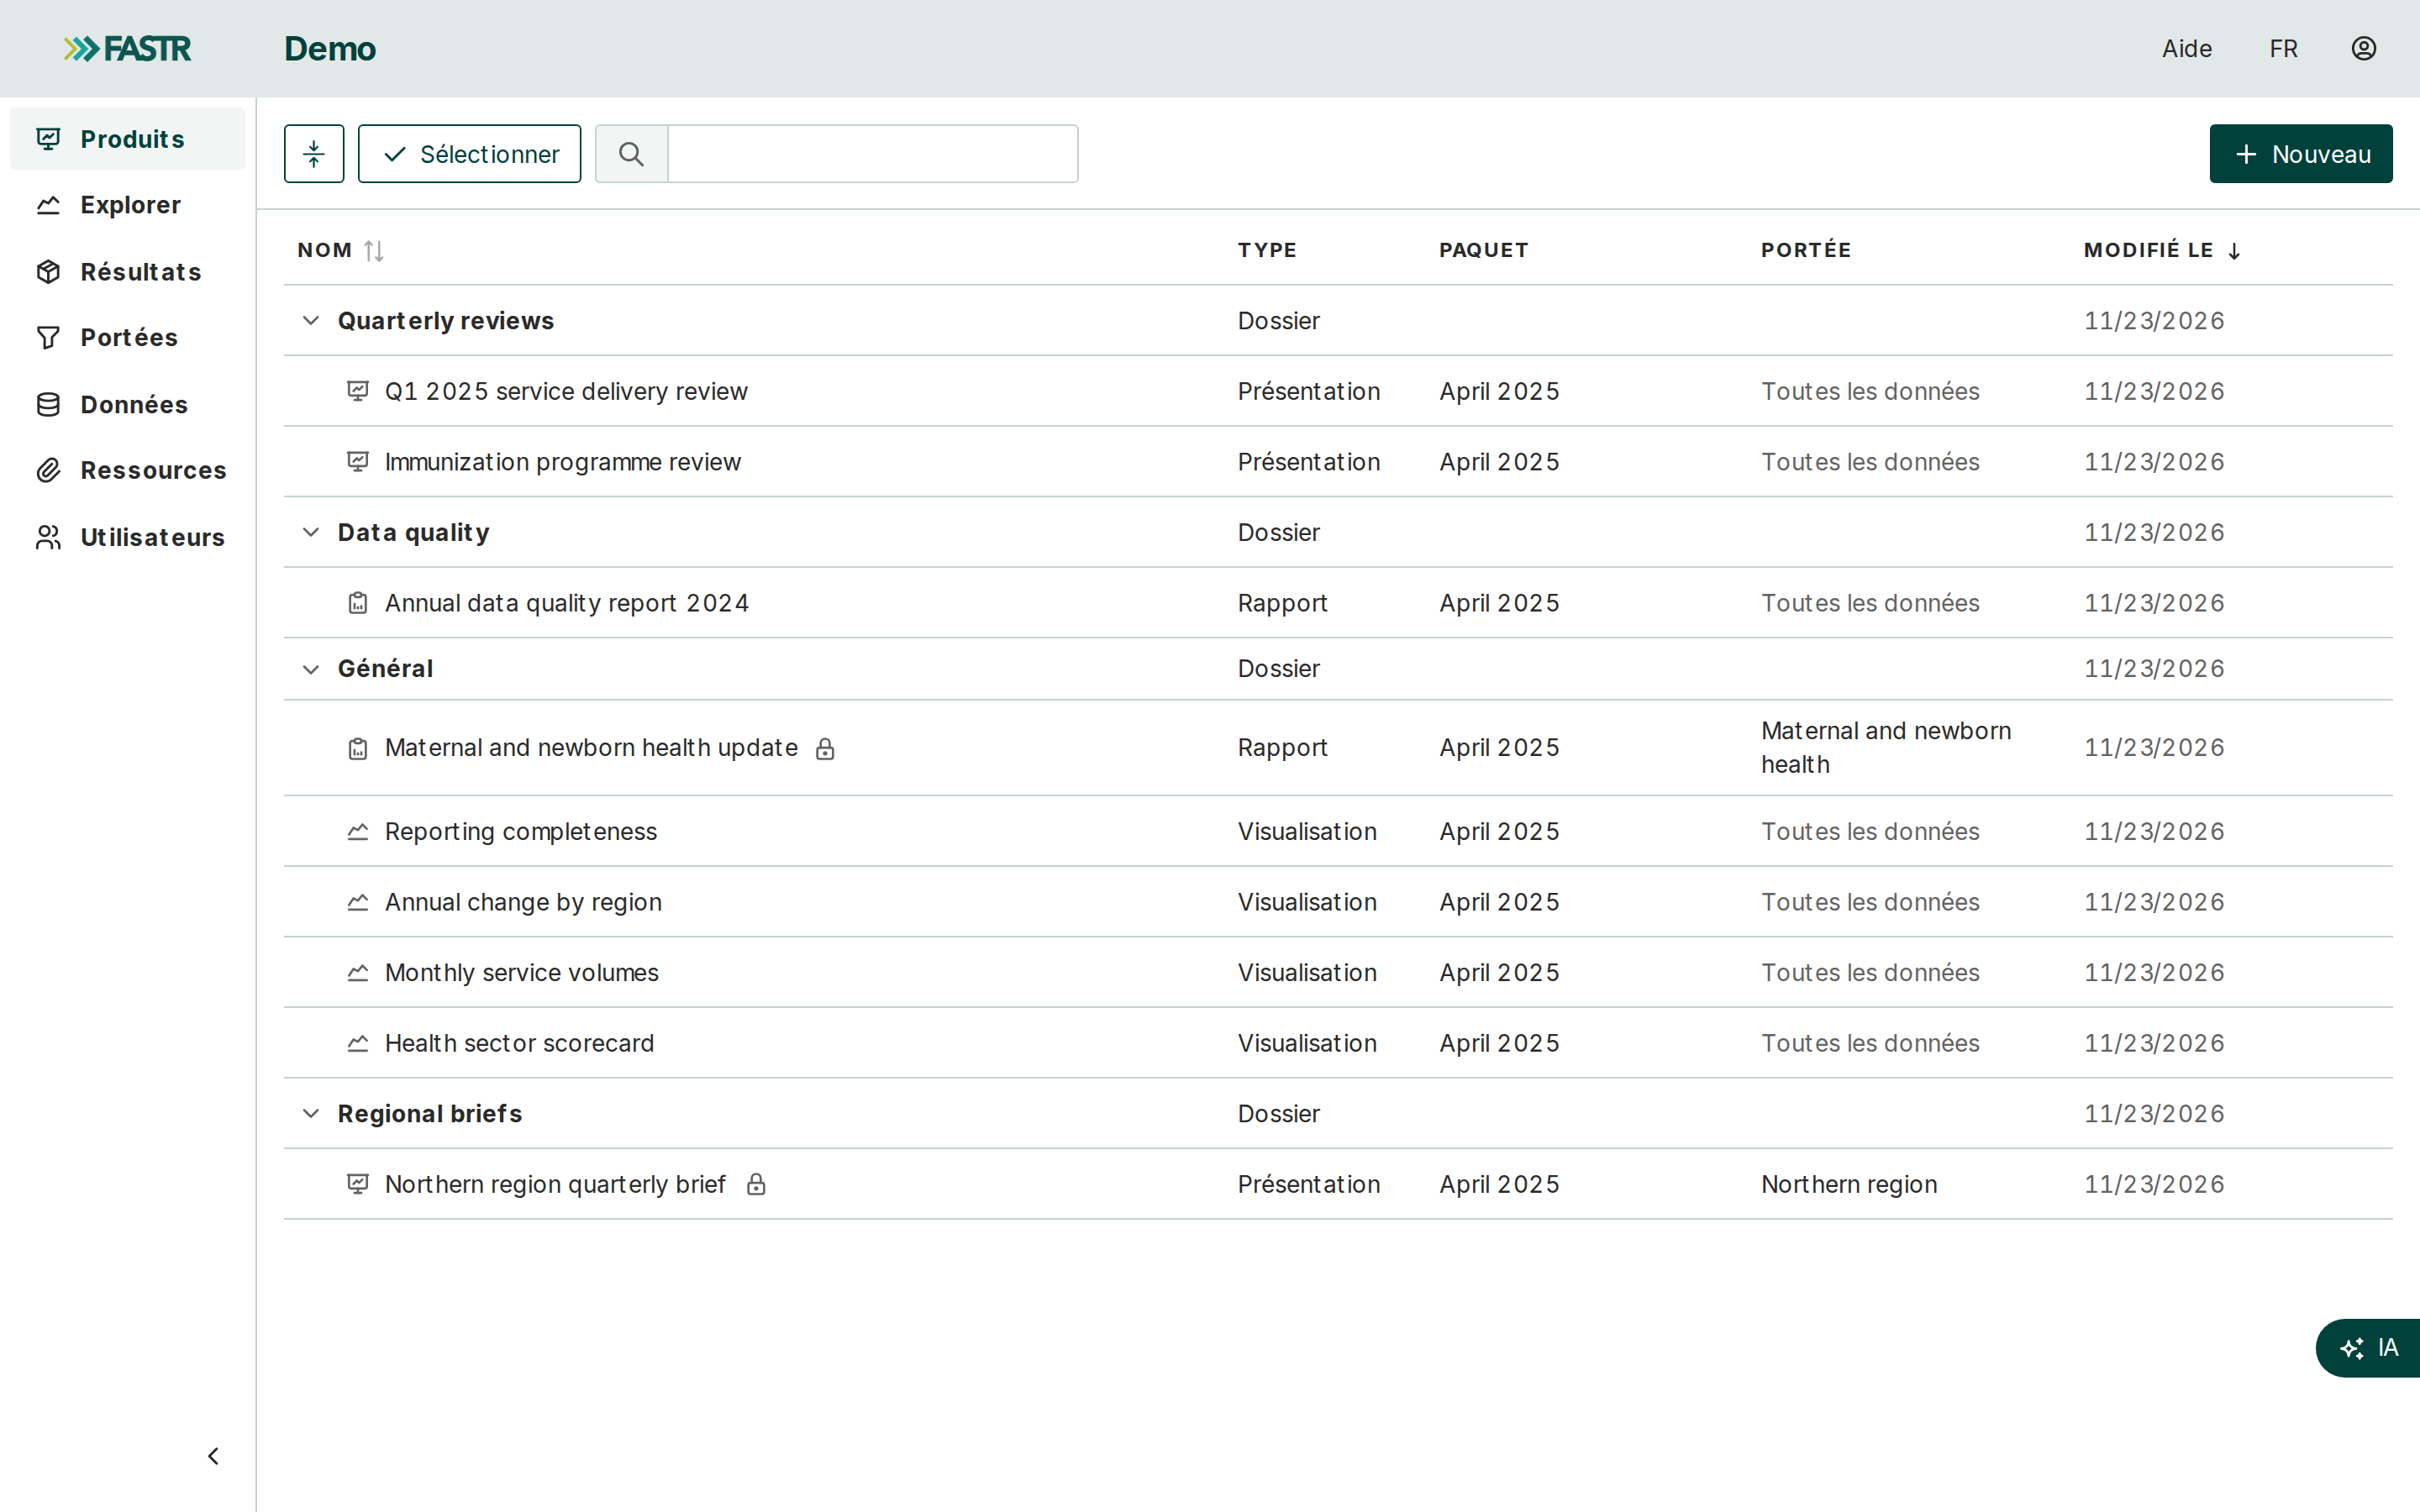 FASTR
Demo
Aide
FR
Produits
Explorer
Résultats
Portées
Données
Ressources
Utilisateurs
Sélectionner
Nouveau
NOM TYPE PAQUET PORTÉE MODIFIÉ LE
Quarterly reviews Dossier 11/23/2026
Q1 2025 service delivery review Présentation April 2025 Toutes les données 11/23/2026
Immunization programme review Présentation April 2025 Toutes les données 11/23/2026
Data quality Dossier 11/23/2026
Annual data quality report 2024 Rapport April 2025 Toutes les données 11/23/2026
Général Dossier 11/23/2026
Maternal and newborn health update Rapport April 2025 Maternal and newborn health 11/23/2026
Reporting completeness Visualisation April 2025 Toutes les données 11/23/2026
Annual change by region Visualisation April 2025 Toutes les données 11/23/2026
Monthly service volumes Visualisation April 2025 Toutes les données 11/23/2026
Health sector scorecard Visualisation April 2025 Toutes les données 11/23/2026
Regional briefs Dossier 11/23/2026
Northern region quarterly brief Présentation April 2025 Northern region 11/23/2026
IA